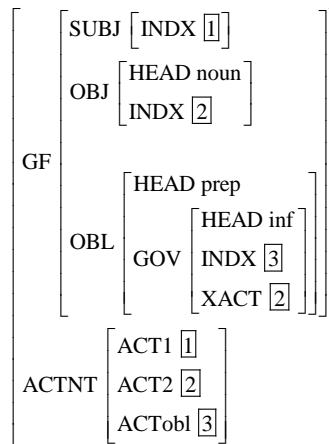 SUBJ [INDX 1]
HEAD noun
OBJ
INDX 2
GF
HEAD prep
HEAD inf
OBL
GOV
INDX 3
XACT 2
ACT1 1
ACTNT
ACT2 2
ACTobl 3